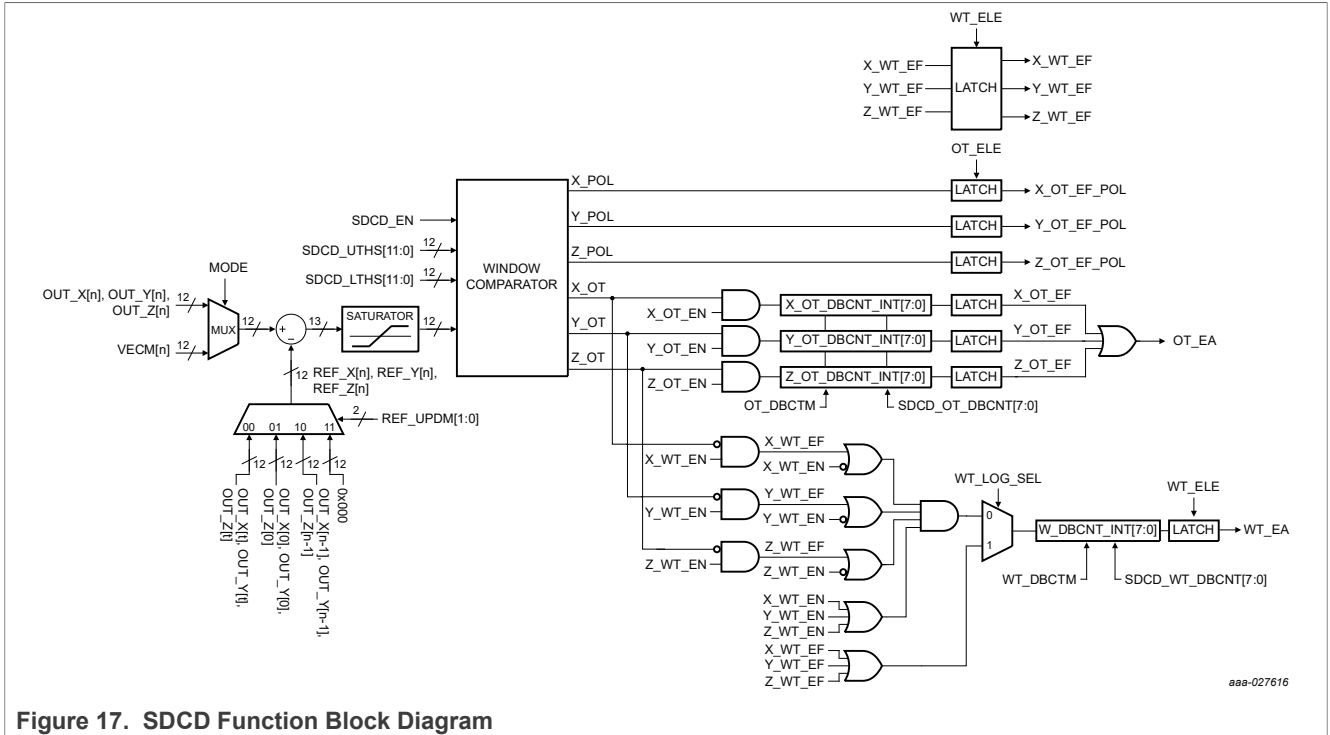 WT_ELE
X_WT_EF
Y_WT_EF
Z_WT_EF
LATCH
X_WT_EF
Y_WT_EF
Z_WT_EF
OT_ELE
X_POL
LATCH
X_OT_EF_POL
Y_POL
LATCH
Y_OT_EF_POL
Z_POL
LATCH
Z_OT_EF_POL
SDCD_EN
SDCD_UTHS[11:0]
12
SDCD_LTHS[11:0]
12
WINDOW
COMPARATOR
MODE
OUT_X[n], OUT_Y[n],
OUT_Z[n]
12
MUX
VECM[n]
12
12
+
−
13
SATURATOR
12
12
REF_X[n], REF_Y[n],
REF_Z[n]
2
REF_UPDM[1:0]
00 01 10 11
12 12 12 12
OUT_X[t], OUT_Y[t],
OUT_Z[t]
OUT_X[0], OUT_Y[0],
OUT_Z[0]
OUT_X[n-1], OUT_Y[n-1],
OUT_Z[n-1]
0x000
X_OT
X_OT_EN
X_OT_DBCNT_INT[7:0]
LATCH
X_OT_EF
Y_OT
Y_OT_EN
Y_OT_DBCNT_INT[7:0]
LATCH
Y_OT_EF
OT_EA
Z_OT
Z_OT_EN
Z_OT_DBCNT_INT[7:0]
LATCH
Z_OT_EF
OT_DBCTM
SDCD_OT_DBCNT[7:0]
X_WT_EN
X_WT_EF
X_WT_EN
Y_WT_EN
Y_WT_EF
Y_WT_EN
Z_WT_EN
Z_WT_EF
Z_WT_EN
X_WT_EN
Y_WT_EN
Z_WT_EN
X_WT_EF
Y_WT_EF
Z_WT_EF
WT_LOG_SEL
0
1
W_DBCNT_INT[7:0]
WT_ELE
LATCH
WT_EA
WT_DBCTM
SDCD_WT_DBCNT[7:0]
aaa-027616
Figure 17. SDCD Function Block Diagram